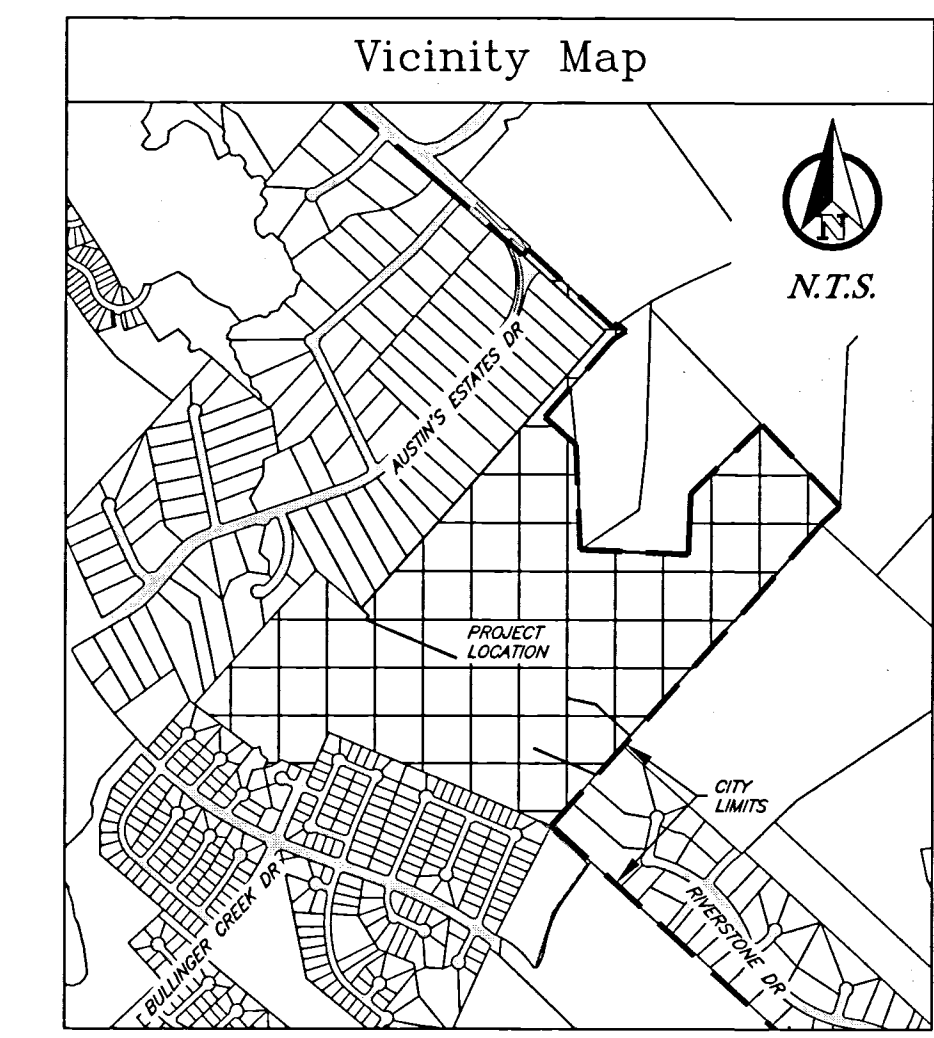 Vicinity Map
N
N.T.S.
AUSTIN'S ESTATES DR
PROJECT
LOCATION
CITY
LIMITS
RIVERSTONE DR
BULLINGER CREEK DR